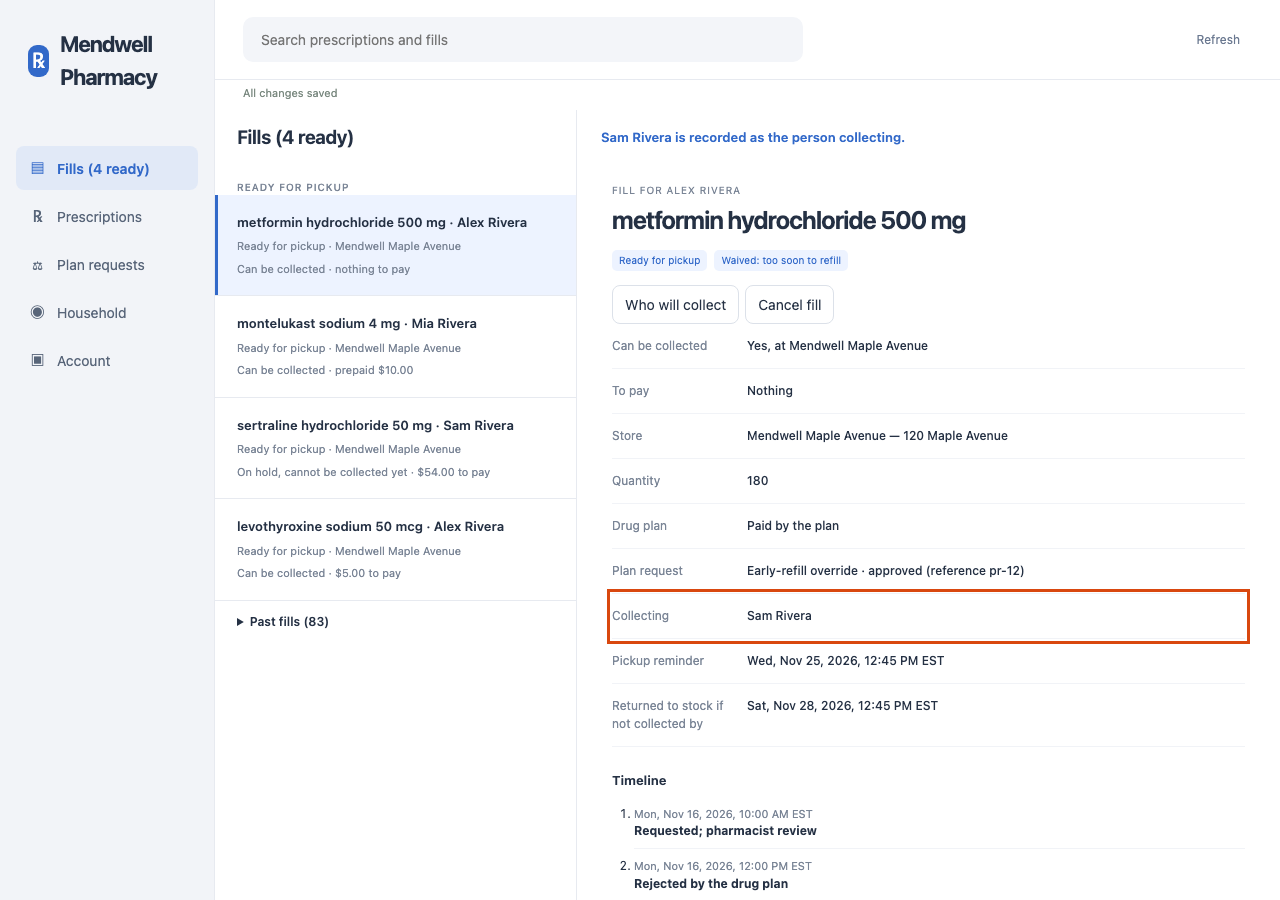 Mendwell
Pharmacy
Search prescriptions and fills
Refresh
All changes saved
Fills (4 ready)
Prescriptions
Plan requests
Household
Account
Fills (4 ready)
READY FOR PICKUP
metformin hydrochloride 500 mg · Alex Rivera
Ready for pickup · Mendwell Maple Avenue
Can be collected · nothing to pay
montelukast sodium 4 mg · Mia Rivera
Ready for pickup · Mendwell Maple Avenue
Can be collected · prepaid $10.00
sertraline hydrochloride 50 mg · Sam Rivera
Ready for pickup · Mendwell Maple Avenue
On hold, cannot be collected yet · $54.00 to pay
levothyroxine sodium 50 mcg · Alex Rivera
Ready for pickup · Mendwell Maple Avenue
Can be collected · $5.00 to pay
Past fills (83)
Sam Rivera is recorded as the person collecting.
FILL FOR ALEX RIVERA
metformin hydrochloride 500 mg
Ready for pickup Waived: too soon to refill
Who will collect Cancel fill
Can be collected Yes, at Mendwell Maple Avenue
To pay Nothing
Store Mendwell Maple Avenue — 120 Maple Avenue
Quantity 180
Drug plan Paid by the plan
Plan request Early-refill override · approved (reference pr-12)
Collecting Sam Rivera
Pickup reminder Wed, Nov 25, 2026, 12:45 PM EST
Returned to stock if not collected by Sat, Nov 28, 2026, 12:45 PM EST
Timeline
1. Mon, Nov 16, 2026, 10:00 AM EST
Requested; pharmacist review
2. Mon, Nov 16, 2026, 12:00 PM EST
Rejected by the drug plan